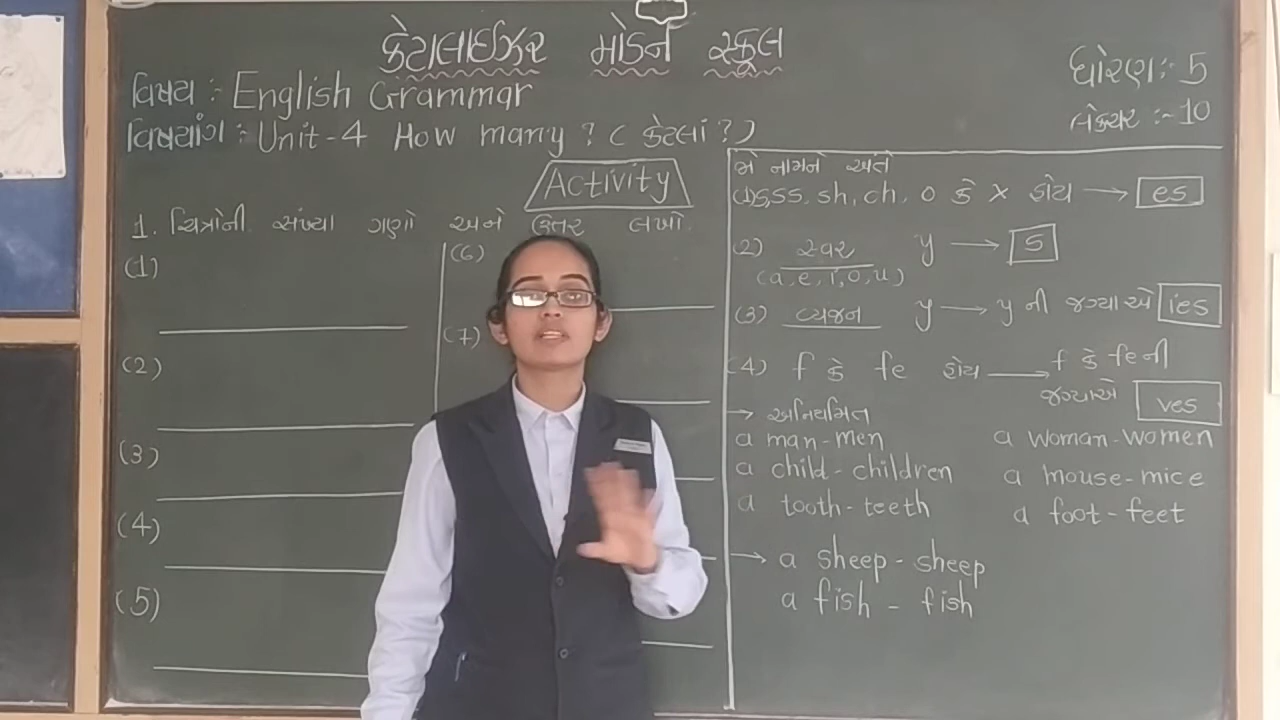 કેટાલાઈઝર મોડર્ન સ્કૂલ
ધોરણ :- 5
વિષય : English Grammar
લેક્ચર :- 10
વિષયાંગ :- Unit-4 How many ? ( કેટલાં ? )
Activity
1. ચિત્રોની સંખ્યા ગણો અને ઉત્તર લખો.
(1)
(2)
(3)
(4)
(5)
(6)
(7)
જે નામને અંતે
(1) s, ss, sh, ch, o કે x હોય → es
(2) સ્વર y → s
(a, e, i, o, u)
(3) વ્યંજન y → y ની જગ્યાએ ies
(4) f કે fe હોય → f કે fe ની
જગ્યાએ ves
→ અનિયમિત
a man-men a woman-women
a child-children a mouse-mice
a tooth-teeth a foot-feet
→ a sheep-sheep
a fish - fish